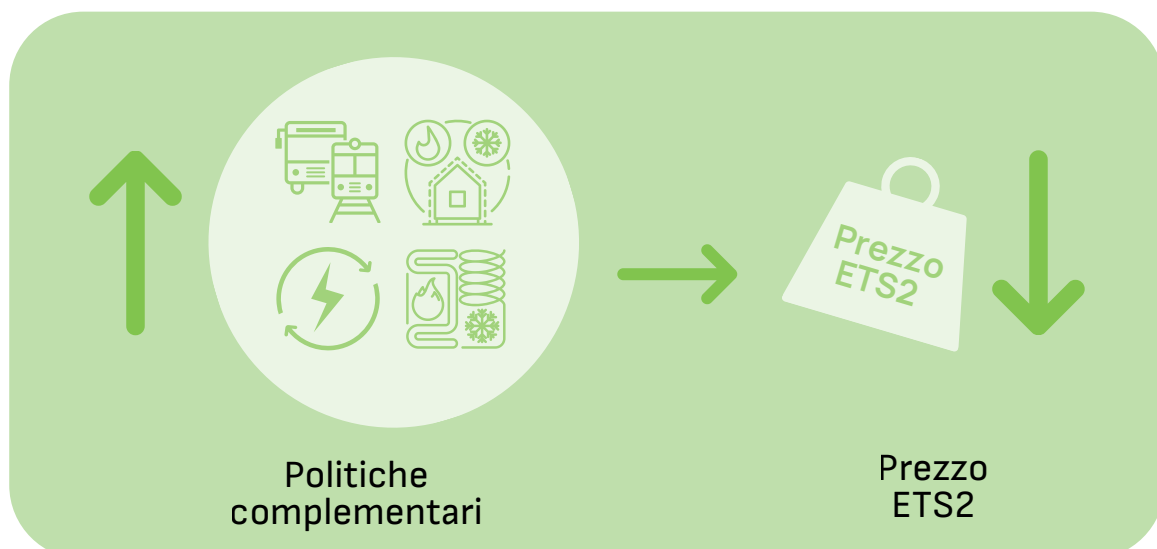 Prezzo
ETS2
Politiche
complementari
Prezzo
ETS2